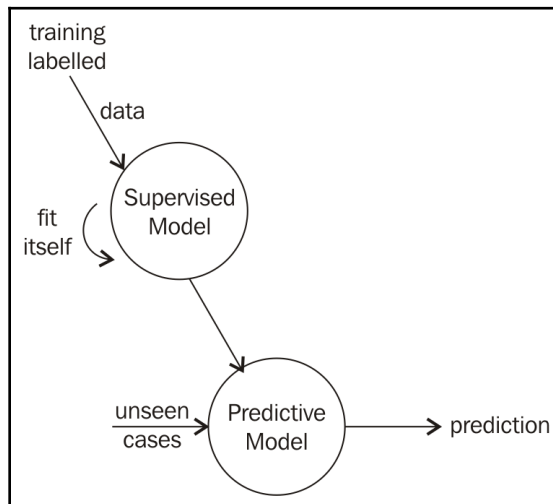 training
labelled
data
Supervised
Model
fit
itself
unseen
cases
Predictive
Model
prediction